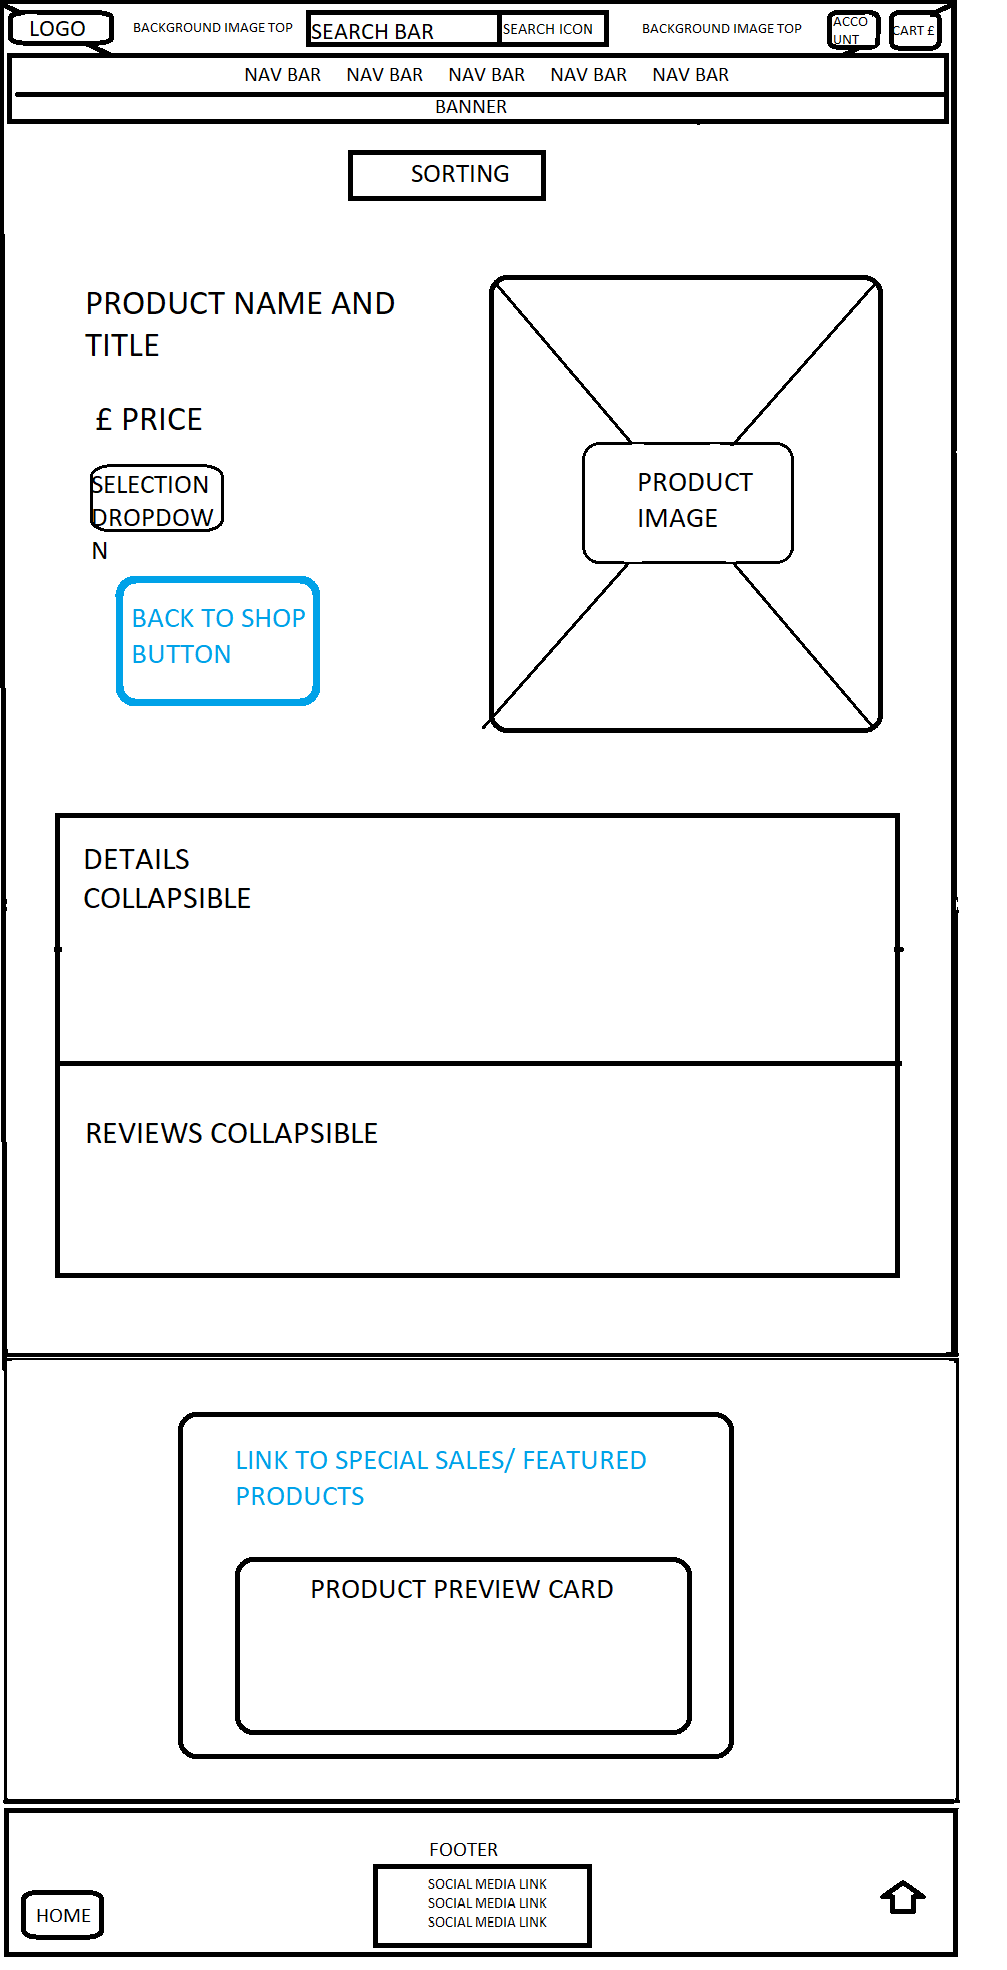 LOGO
BACKGROUND IMAGE TOP
SEARCH BAR
SEARCH ICON
BACKGROUND IMAGE TOP
ACCO
UNT
CART £
NAV BAR NAV BAR NAV BAR NAV BAR NAV BAR
BANNER
SORTING
PRODUCT NAME AND
TITLE
£ PRICE
SELECTION
DROPDOW
N
BACK TO SHOP
BUTTON
PRODUCT
IMAGE
DETAILS
COLLAPSIBLE
REVIEWS COLLAPSIBLE
LINK TO SPECIAL SALES/ FEATURED
PRODUCTS
PRODUCT PREVIEW CARD
FOOTER
SOCIAL MEDIA LINK
SOCIAL MEDIA LINK
SOCIAL MEDIA LINK
HOME